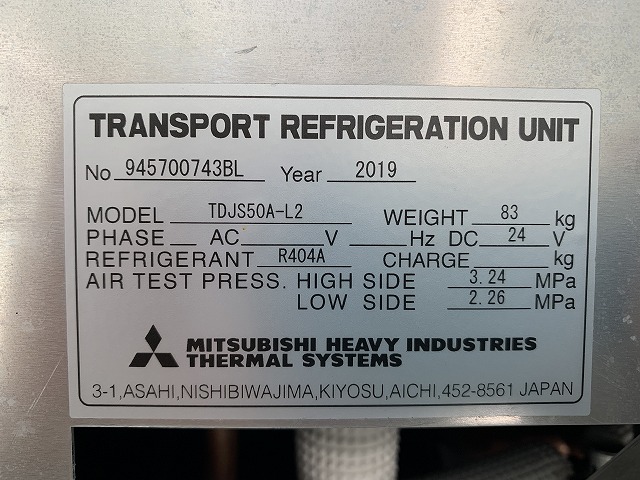 TRANSPORT REFRIGERATION UNIT
No 945700743BL Year 2019
MODEL TDJS50A-L2 WEIGHT 83 kg
PHASE AC V Hz DC 24 V
REFRIGERANT R404A CHARGE kg
AIR TEST PRESS. HIGH SIDE 3.24 MPa
LOW SIDE 2.26 MPa
MITSUBISHI HEAVY INDUSTRIES
THERMAL SYSTEMS
3-1,ASAHI,NISHIBIWAJIMA,KIYOSU,AICHI,452-8561 JAPAN